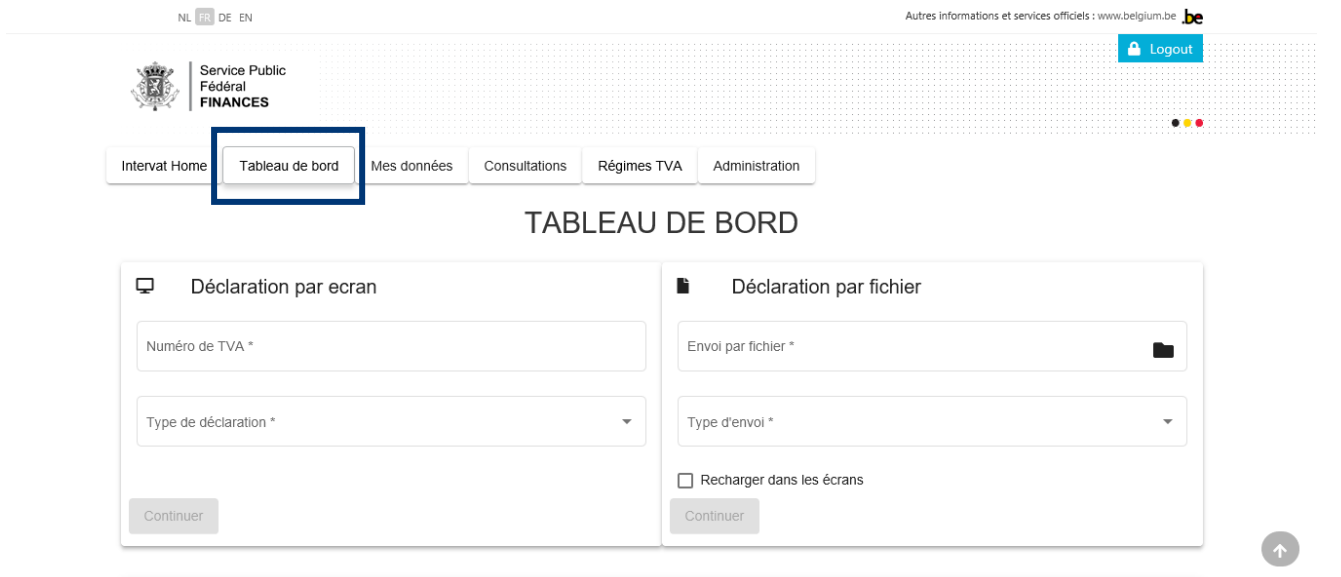 NL FR DE EN
Autres informations et services officiels : www.belgium.be .be
Logout
Service Public
Fédéral
FINANCES
Intervat Home Tableau de bord Mes données Consultations Régimes TVA Administration
TABLEAU DE BORD
Déclaration par ecran
Numéro de TVA *
Type de déclaration *
Continuer
Déclaration par fichier
Envoi par fichier *
Type d'envoi *
Recharger dans les écrans
Continuer